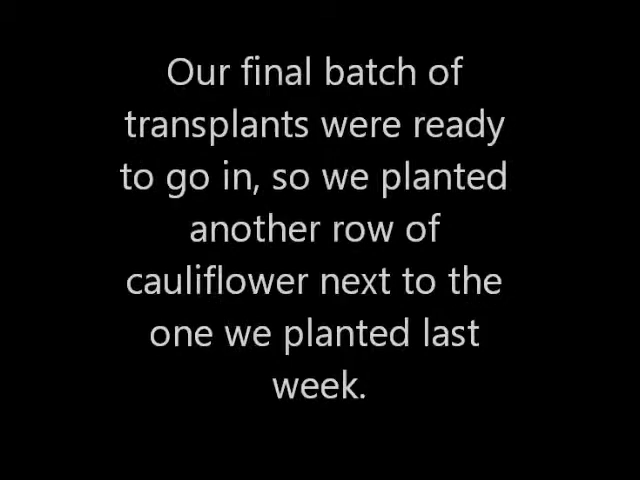 Our final batch of
transplants were ready
to go in, so we planted
another row of
cauliflower next to the
one we planted last
week.